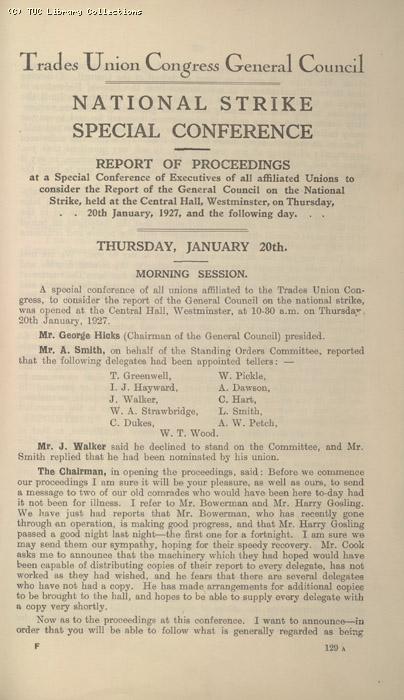 (C) TUC Library Collections
Trades Union Congress General Council
NATIONAL STRIKE
SPECIAL CONFERENCE
REPORT OF PROCEEDINGS
at a Special Conference of Executives of all affiliated Unions to
consider the Report of the General Council on the National
Strike, held at the Central Hall, Westminster, on Thursday,
. . 20th January, 1927, and the following day. . .
THURSDAY, JANUARY 20th.
MORNING SESSION.
A special conference of all unions affiliated to the Trades Union Con-
gress, to consider the report of the General Council on the national strike,
was opened at the Central Hall, Westminster, at 10-30 a.m. on Thursday,
20th January, 1927.
Mr. George Hicks (Chairman of the General Council) presided.
Mr. A. Smith, on behalf of the Standing Orders Committee, reported
that the following delegates had been appointed tellers: —
T. Greenwell, W. Pickle,
I. J. Hayward, A. Dawson,
J. Walker, C. Hart,
W. A. Strawbridge, L. Smith,
C. Dukes, A. W. Petch,
W. T. Wood.
Mr. J. Walker said he declined to stand on the Committee, and Mr.
Smith replied that he had been nominated by his union.
The Chairman, in opening the proceedings, said: Before we commence
our proceedings I am sure it will be your pleasure, as well as ours, to send
a message to two of our old comrades who would have been here to-day had
it not been for illness. I refer to Mr. Bowerman and Mr. Harry Gosling.
We have just had reports that Mr. Bowerman, who has recently gone
through an operation, is making good progress, and that Mr. Harry Gosling
passed a good night last night—the first one for a fortnight. I am sure we
may send them our sympathy, hoping for their speedy recovery. Mr. Cook
asks me to announce that the machinery which they had hoped would have
been capable of distributing copies of their report to every delegate, has not
worked as they had wished, and he fears that there are several delegates
who have not had a copy. He has made arrangements for additional copies
to be brought to the hall, and hopes to be able to supply every delegate with
a copy very shortly.
Now as to the proceedings at this conference. I want to announce—in
order that you will be able to follow what is generally regarded as being
F 129 A